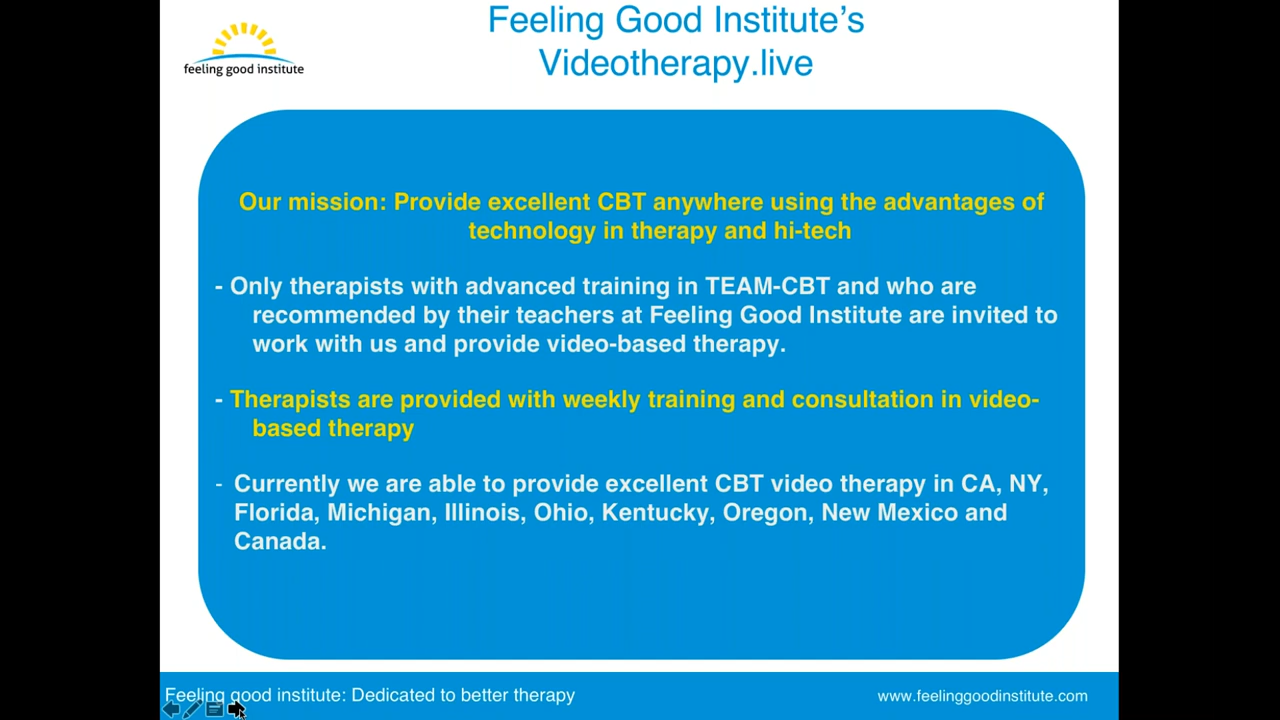 feeling good institute
Feeling Good Institute's
Videotherapy.live
Our mission: Provide excellent CBT anywhere using the advantages of
technology in therapy and hi-tech
- Only therapists with advanced training in TEAM-CBT and who are
recommended by their teachers at Feeling Good Institute are invited to
work with us and provide video-based therapy.
- Therapists are provided with weekly training and consultation in video-
based therapy
- Currently we are able to provide excellent CBT video therapy in CA, NY,
Florida, Michigan, Illinois, Ohio, Kentucky, Oregon, New Mexico and
Canada.
Feeling good institute: Dedicated to better therapy
www.feelinggoodinstitute.com